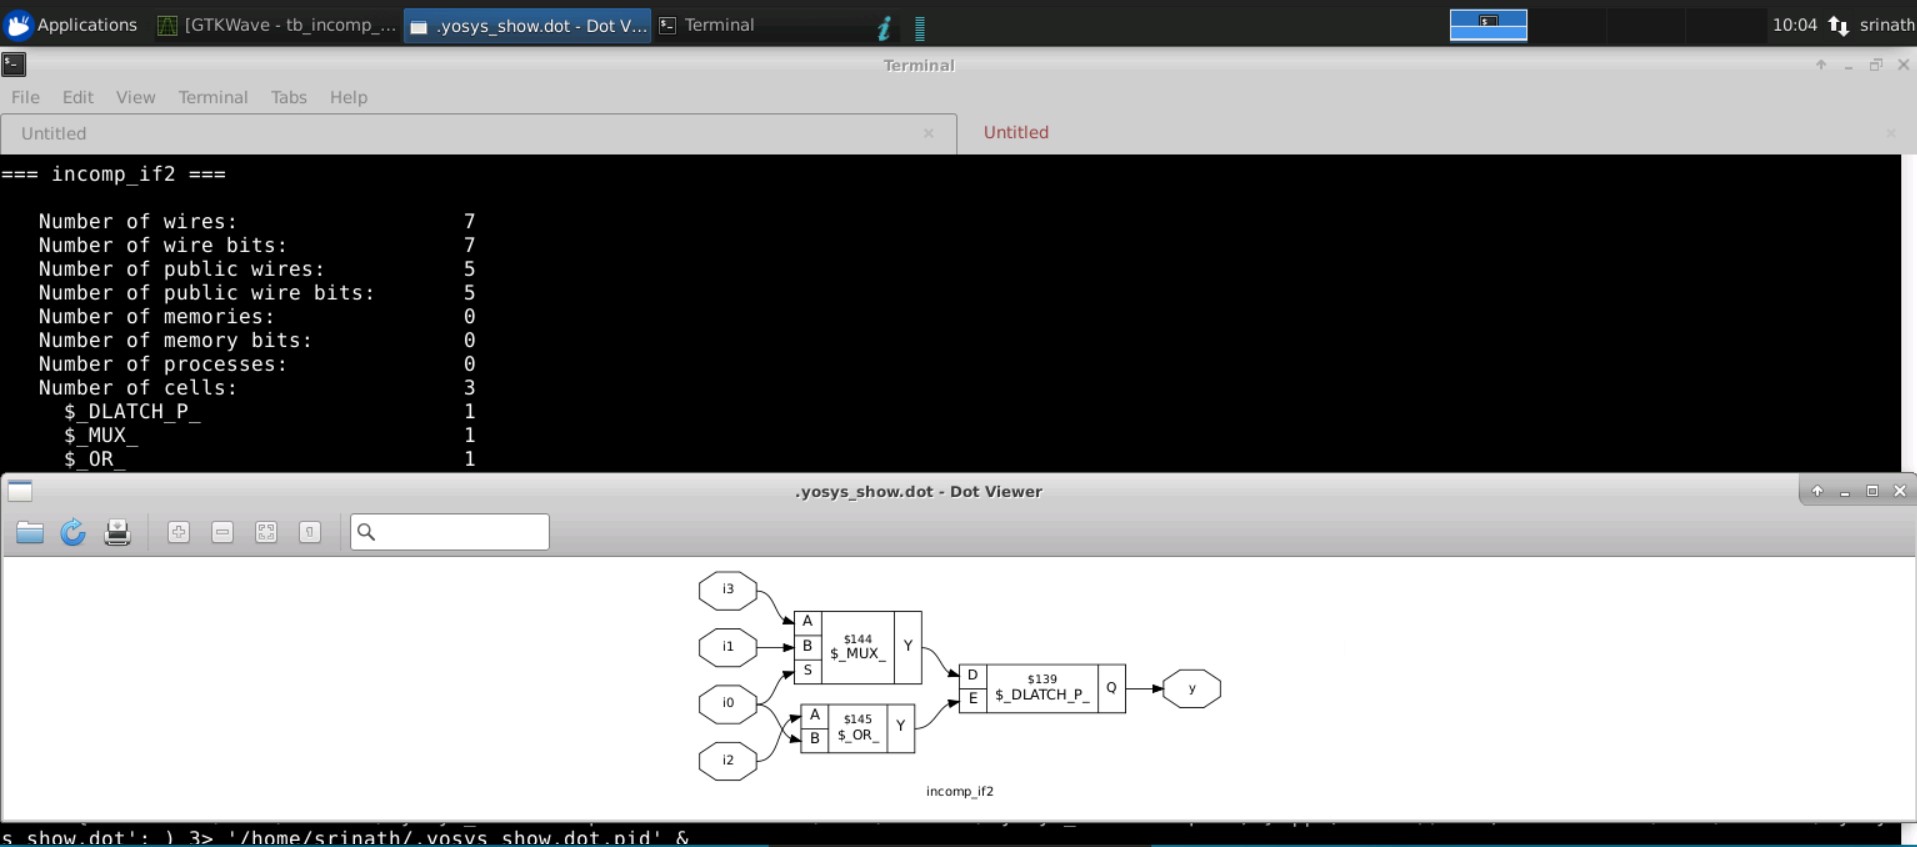 Applications [GTKWave - tb_incomp_... .yosys_show.dot - Dot V... Terminal 10:04 srinath
Terminal
File Edit View Terminal Tabs Help
Untitled Untitled
=== incomp_if2 ===
Number of wires: 7
Number of wire bits: 7
Number of public wires: 5
Number of public wire bits: 5
Number of memories: 0
Number of memory bits: 0
Number of processes: 0
Number of cells: 3
$_DLATCH_P_ 1
$_MUX_ 1
$_OR_ 1
.yosys_show.dot - Dot Viewer
i3
i1
i0
i2
A
B
S
$144
$_MUX_
Y
A
B
$145
$_OR_
Y
D
E
$139
$_DLATCH_P_
Q
y
incomp_if2
s_show.dot'; ) 3> '/home/srinath/.yosys_show.dot.pid' &